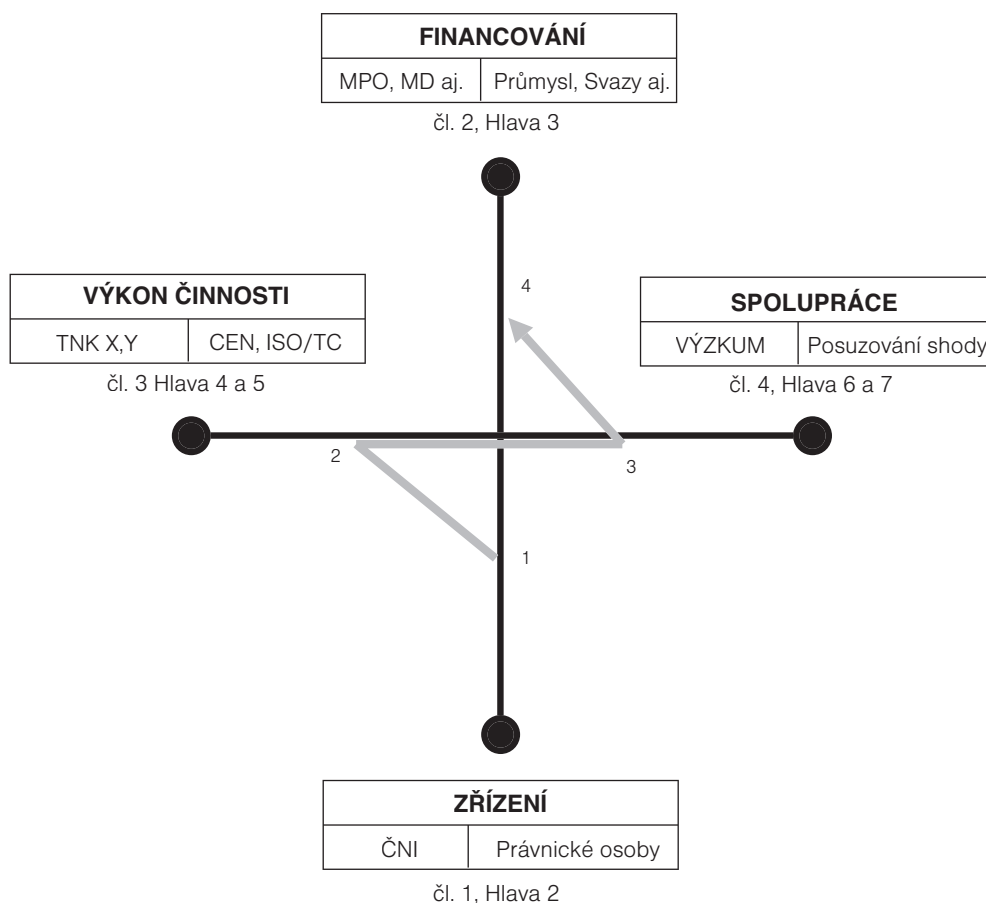 FINANCOVÁNÍ
MPO, MD aj. Průmysl, Svazy aj.
čl. 2, Hlava 3
4
VÝKON ČINNOSTI
TNK X,Y CEN, ISO/TC
čl. 3 Hlava 4 a 5
SPOLUPRÁCE
VÝZKUM Posuzování shody
čl. 4, Hlava 6 a 7
2
3
1
ZŘÍZENÍ
ČNI Právnické osoby
čl. 1, Hlava 2